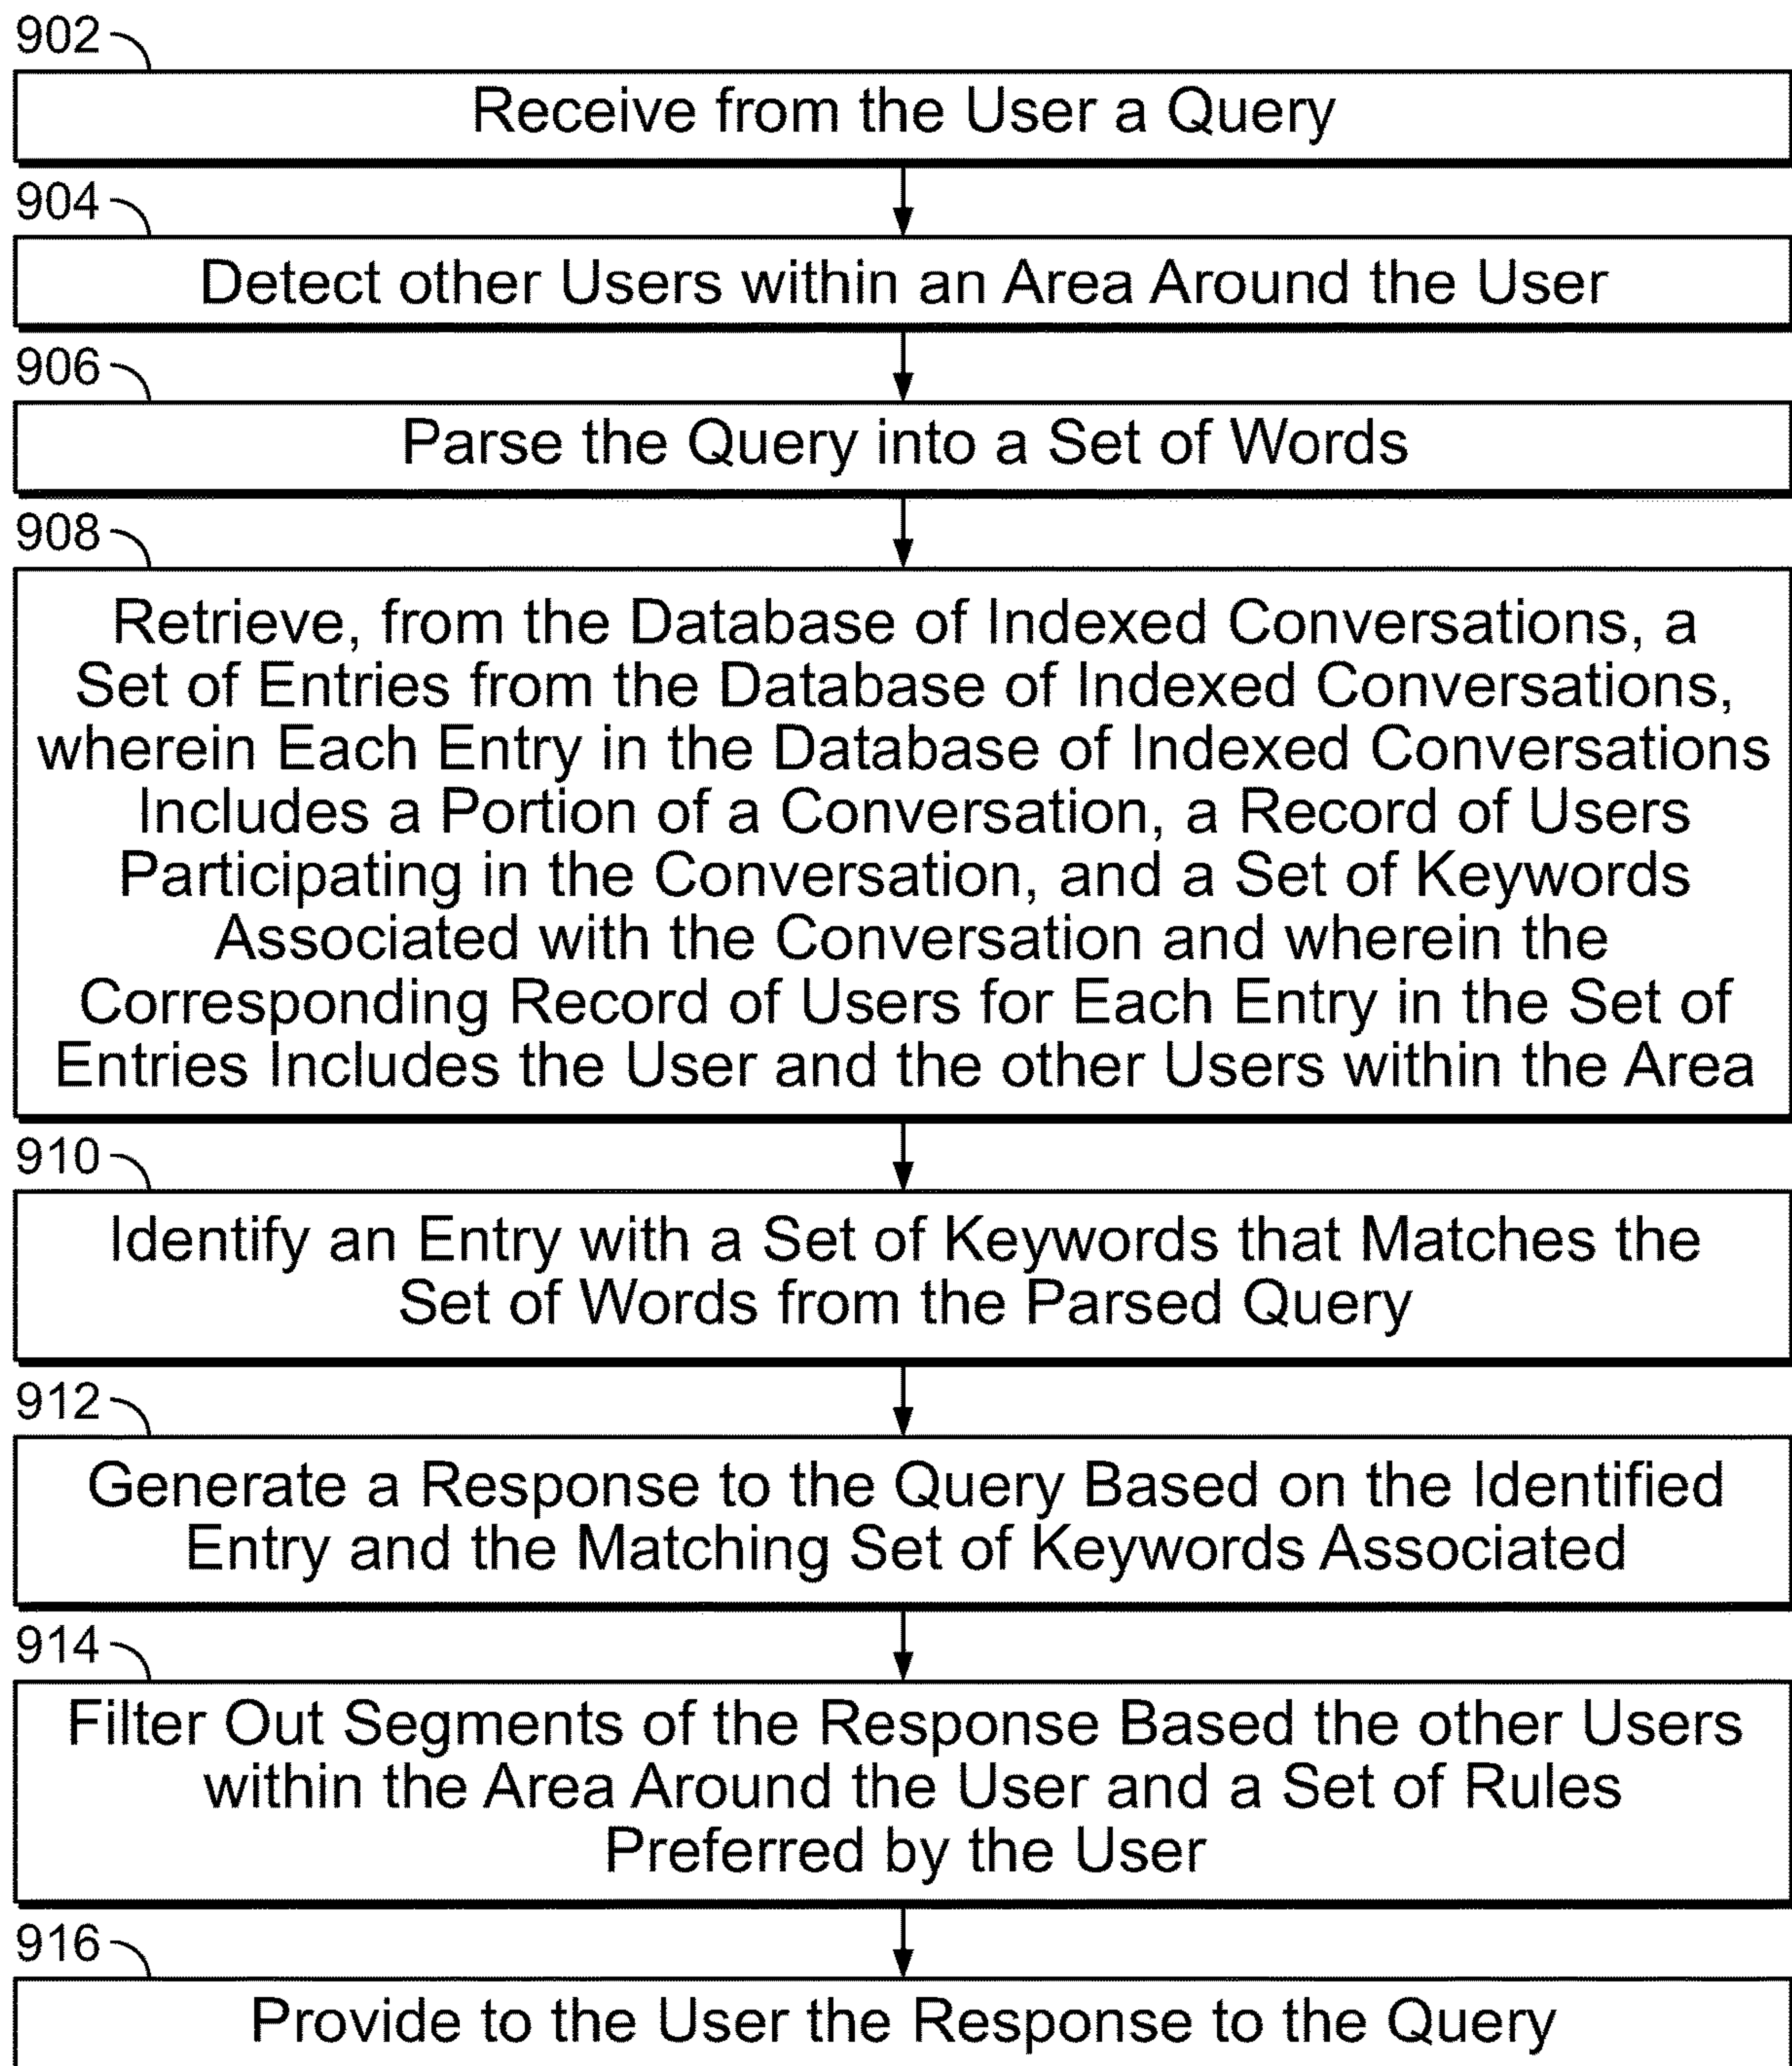 902
Receive from the User a Query
904
Detect other Users within an Area Around the User
906
Parse the Query into a Set of Words
908
Retrieve, from the Database of Indexed Conversations, a
Set of Entries from the Database of Indexed Conversations,
wherein Each Entry in the Database of Indexed Conversations
Includes a Portion of a Conversation, a Record of Users
Participating in the Conversation, and a Set of Keywords
Associated with the Conversation and wherein the
Corresponding Record of Users for Each Entry in the Set of
Entries Includes the User and the other Users within the Area
910
Identify an Entry with a Set of Keywords that Matches the
Set of Words from the Parsed Query
912
Generate a Response to the Query Based on the Identified
Entry and the Matching Set of Keywords Associated
914
Filter Out Segments of the Response Based the other Users
within the Area Around the User and a Set of Rules
Preferred by the User
916
Provide to the User the Response to the Query